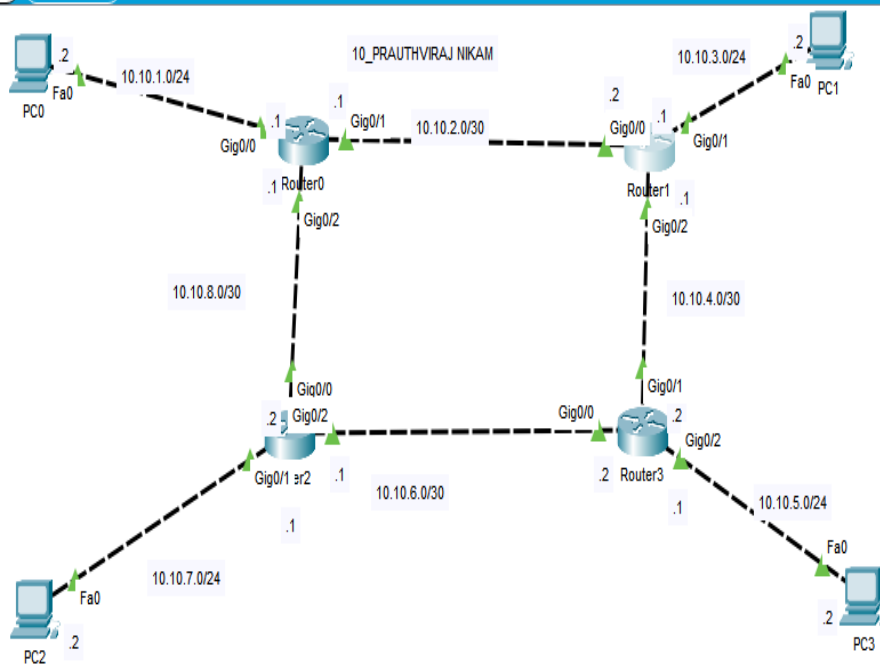 10_PRAUTHVIRAJ NIKAM
.2
10.10.3.0/24
.2
10.10.1.0/24
Fa0
PC0
Fa0
PC1
.1
.1
Gig0/1
10.10.2.0/30
.2
Gig0/0
.1
Gig0/1
Gig0/0
.1
Router0
Router1
.1
Gig0/2
Gig0/2
10.10.8.0/30
10.10.4.0/30
Gig0/0
Gig0/1
.2
Gig0/2
Gig0/0
.2
Gig0/2
Gig0/1
er2
.1
.2
Router3
10.10.6.0/30
.1
10.10.5.0/24
.1
Fa0
10.10.7.0/24
Fa0
.2
PC2
.2
PC3